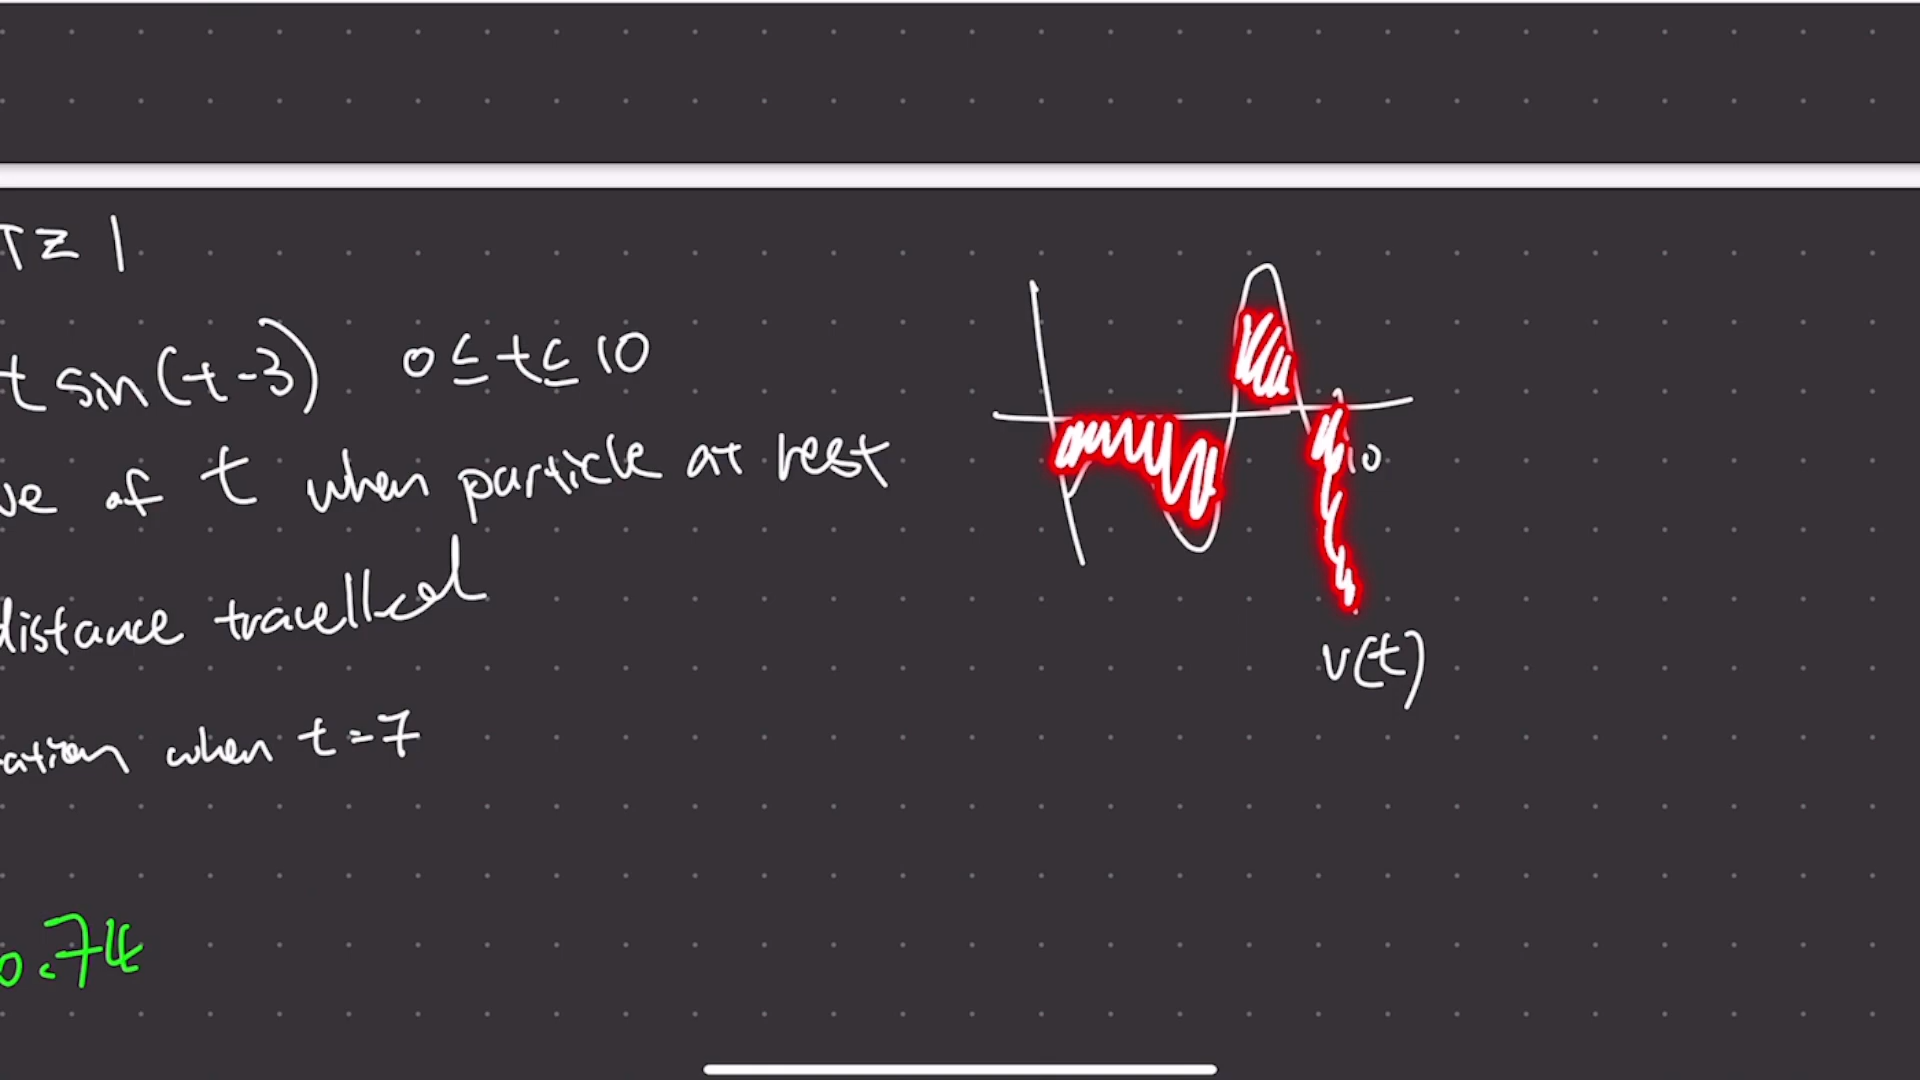 TZ 1
t sin(t-3) 0 ≤ t ≤ 10
ve of t when particle at rest
distance travelled
ation when t=7
0.74
10
v(t)